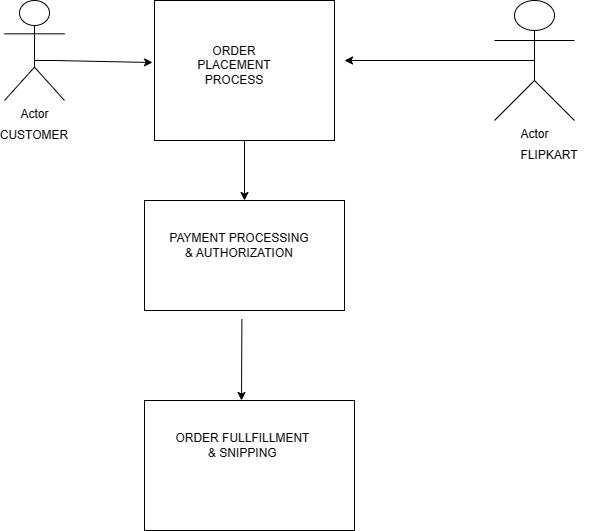 ORDER
PLACEMENT
PROCESS
Actor
CUSTOMER
Actor
FLIPKART
PAYMENT PROCESSING
& AUTHORIZATION
ORDER FULLFILLMENT
& SNIPPING